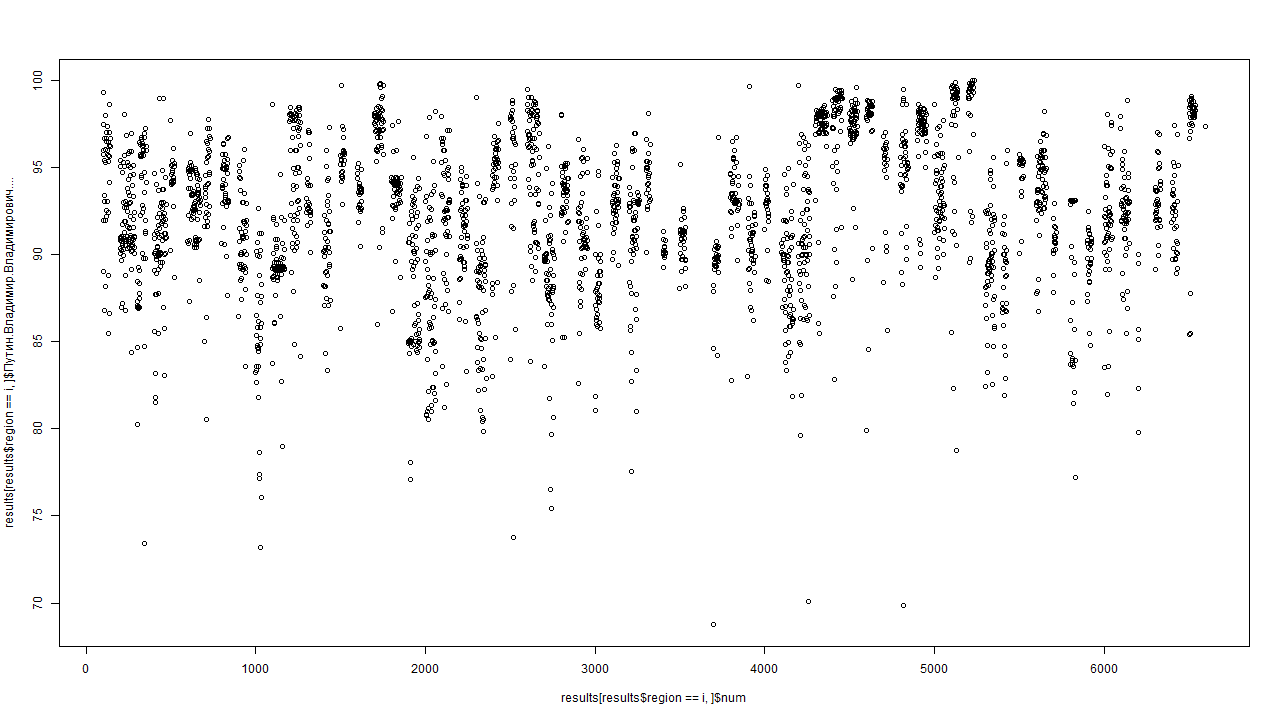 results[results$region == i, ]$Путин.Владимир.Владимирович....
100
95
90
85
80
75
70
0 1000 2000 3000 4000 5000 6000
results[results$region == i, ]$num